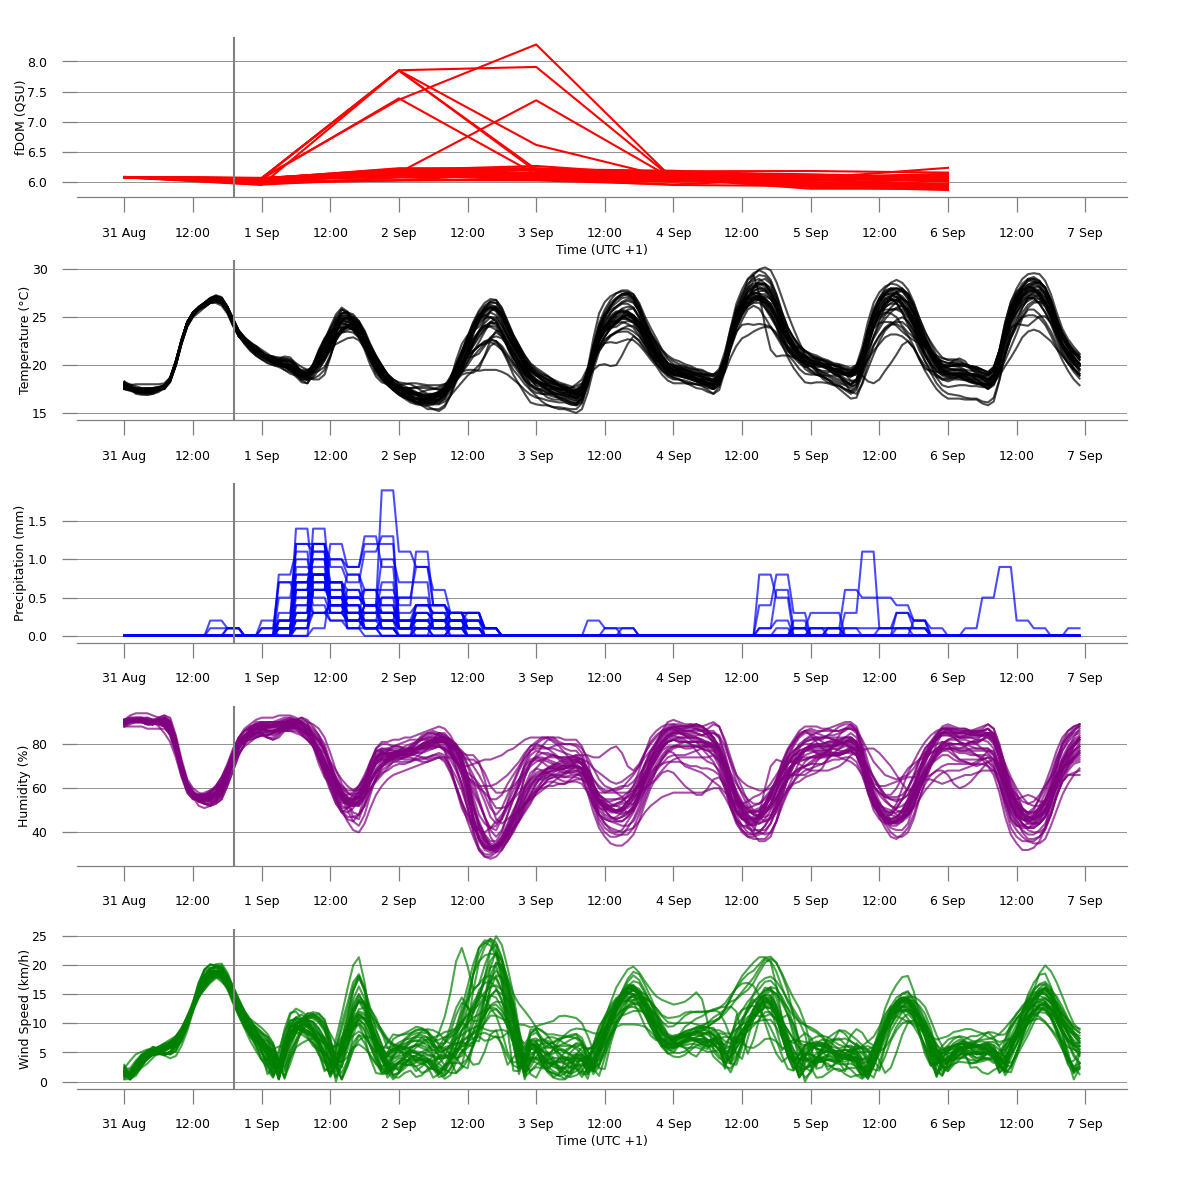 fDOM (QSU)
8.0
7.5
7.0
6.5
6.0
31 Aug 12:00 1 Sep 12:00 2 Sep 12:00 3 Sep 12:00 4 Sep 12:00 5 Sep 12:00 6 Sep 12:00 7 Sep
Time (UTC +1)
Temperature (°C)
30
25
20
15
31 Aug 12:00 1 Sep 12:00 2 Sep 12:00 3 Sep 12:00 4 Sep 12:00 5 Sep 12:00 6 Sep 12:00 7 Sep
Precipitation (mm)
1.5
1.0
0.5
0.0
31 Aug 12:00 1 Sep 12:00 2 Sep 12:00 3 Sep 12:00 4 Sep 12:00 5 Sep 12:00 6 Sep 12:00 7 Sep
Humidity (%)
80
60
40
31 Aug 12:00 1 Sep 12:00 2 Sep 12:00 3 Sep 12:00 4 Sep 12:00 5 Sep 12:00 6 Sep 12:00 7 Sep
Wind Speed (km/h)
25
20
15
10
5
0
31 Aug 12:00 1 Sep 12:00 2 Sep 12:00 3 Sep 12:00 4 Sep 12:00 5 Sep 12:00 6 Sep 12:00 7 Sep
Time (UTC +1)